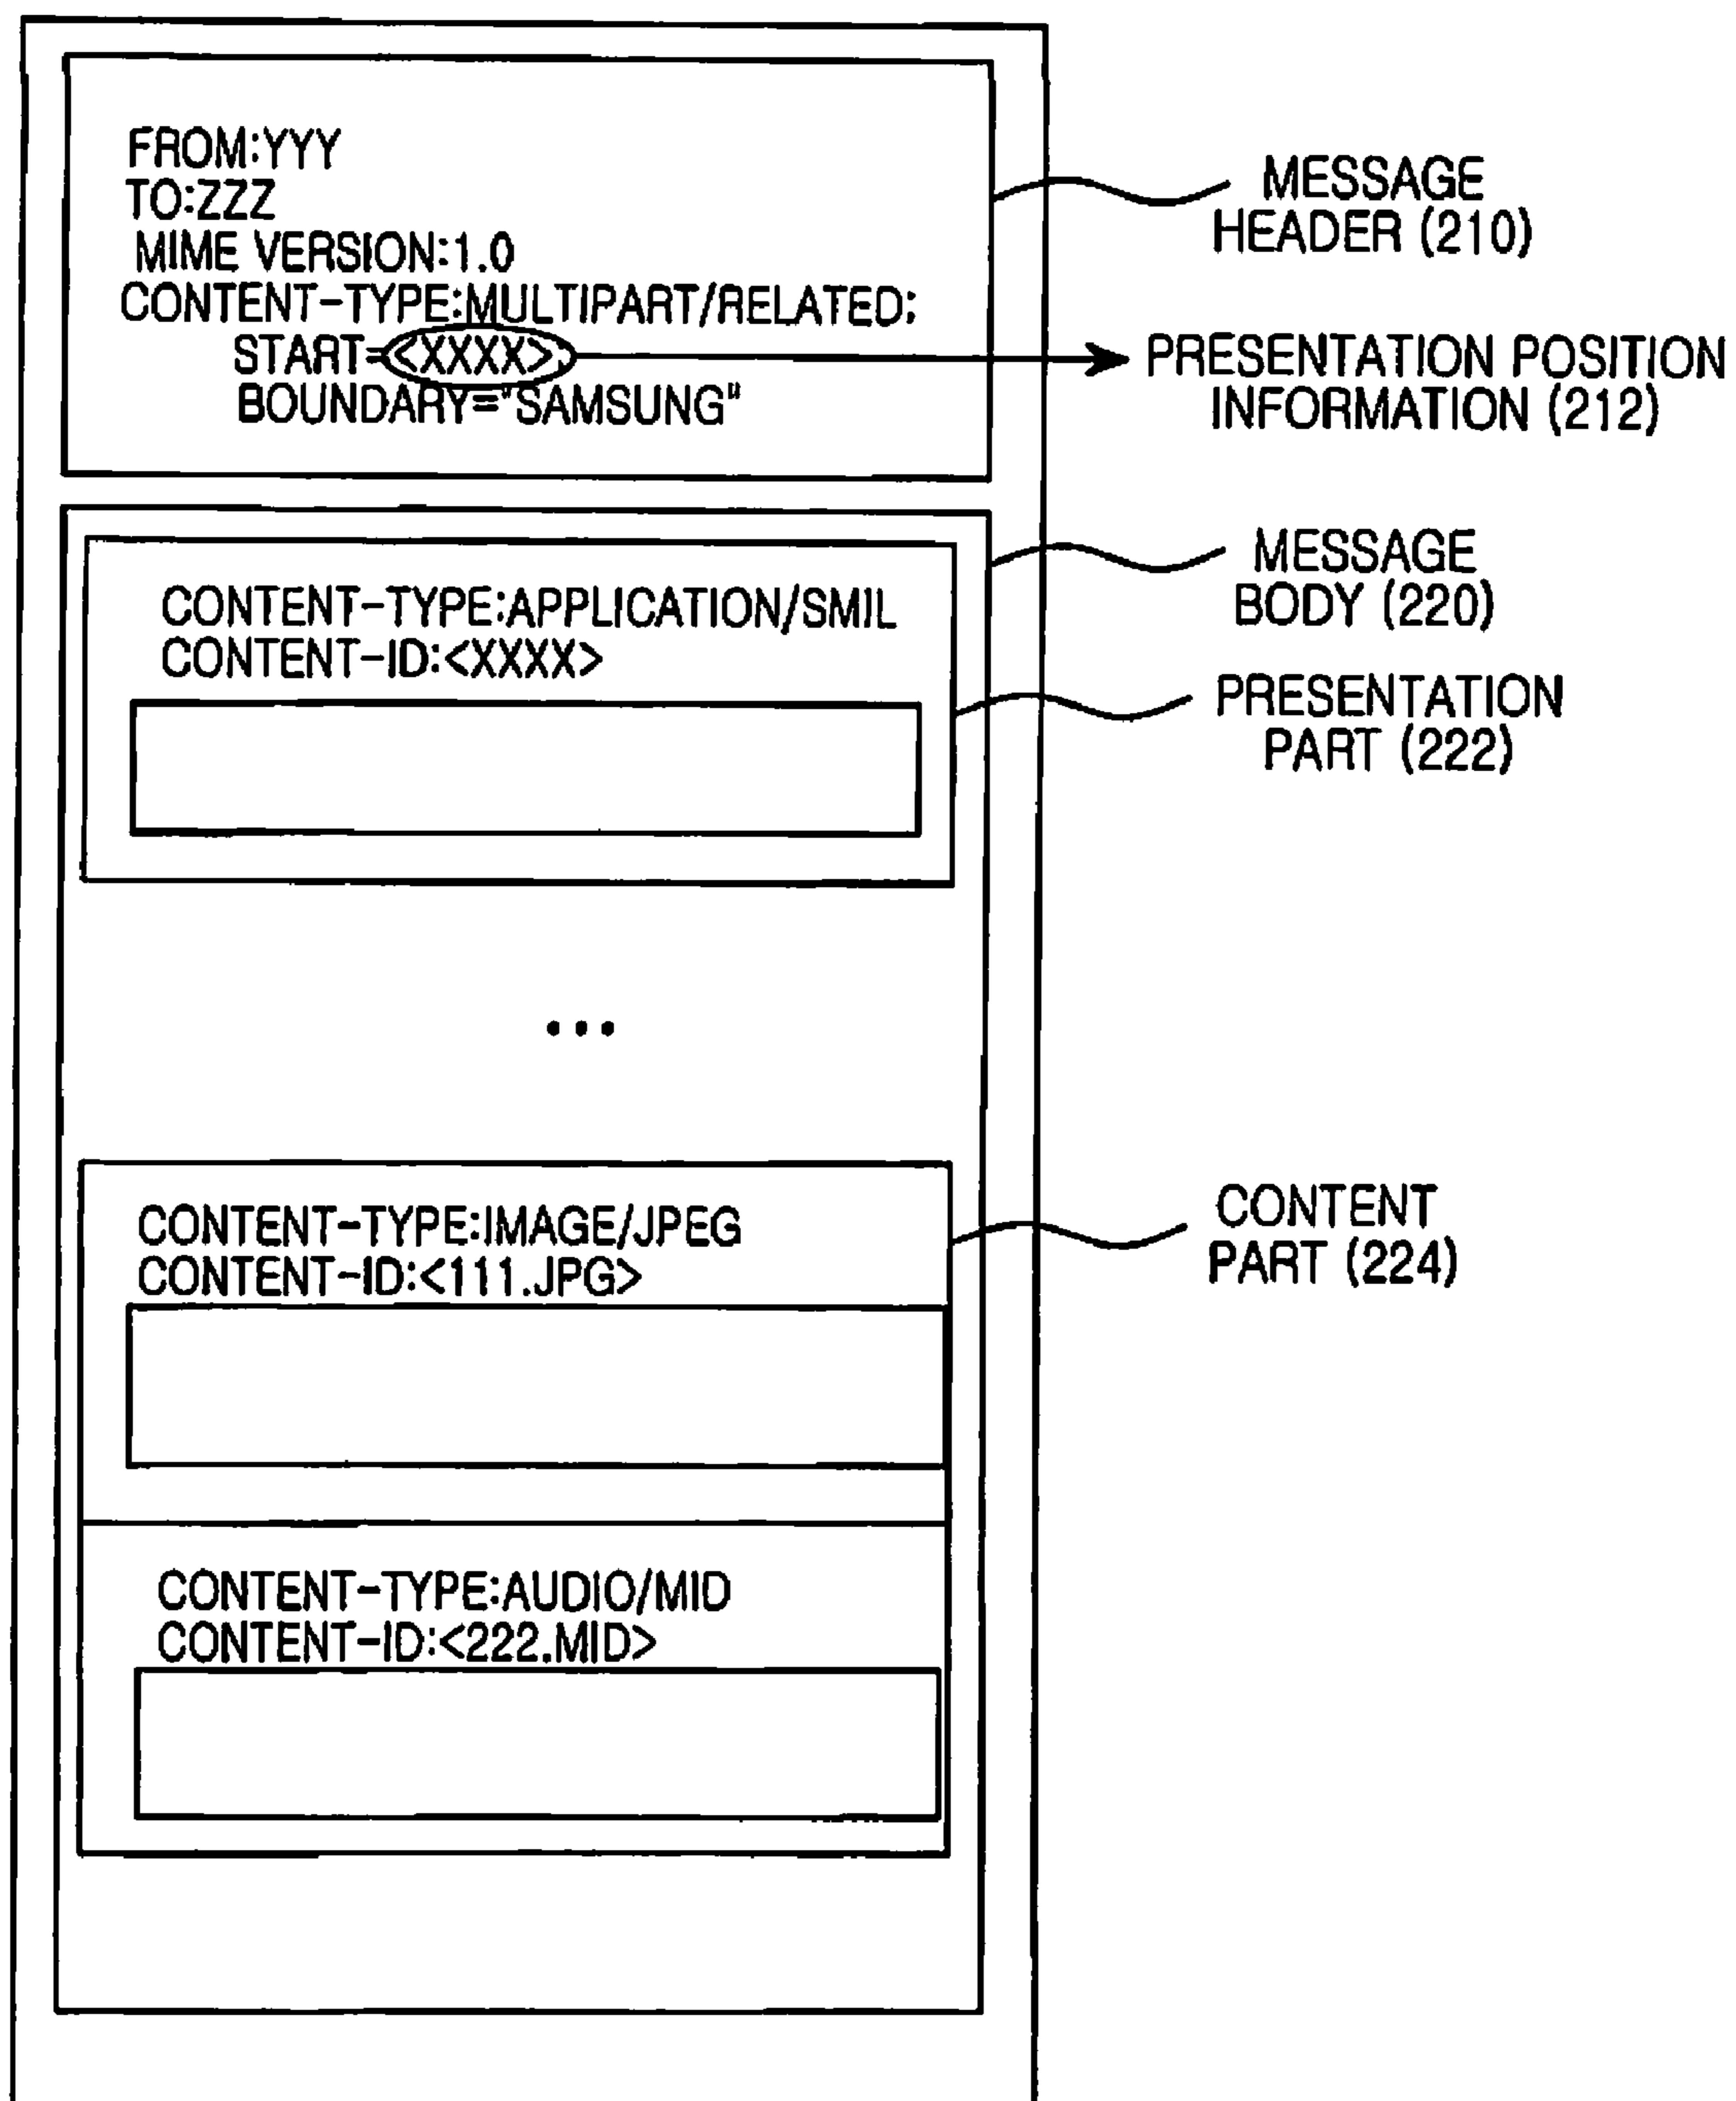 FROM:YYY
TO:ZZZ
MIME VERSION:1.0
CONTENT-TYPE:MULTIPART/RELATED;
START=<XXXX>
BOUNDARY="SAMSUNG"
MESSAGE
HEADER (210)
PRESENTATION POSITION
INFORMATION (212)
CONTENT-TYPE:APPLICATION/SMIL
CONTENT-ID:<XXXX>
MESSAGE
BODY (220)
PRESENTATION
PART (222)
...
CONTENT-TYPE:IMAGE/JPEG
CONTENT-ID:<111.JPG>
CONTENT
PART (224)
CONTENT-TYPE:AUDIO/MID
CONTENT-ID:<222.MID>